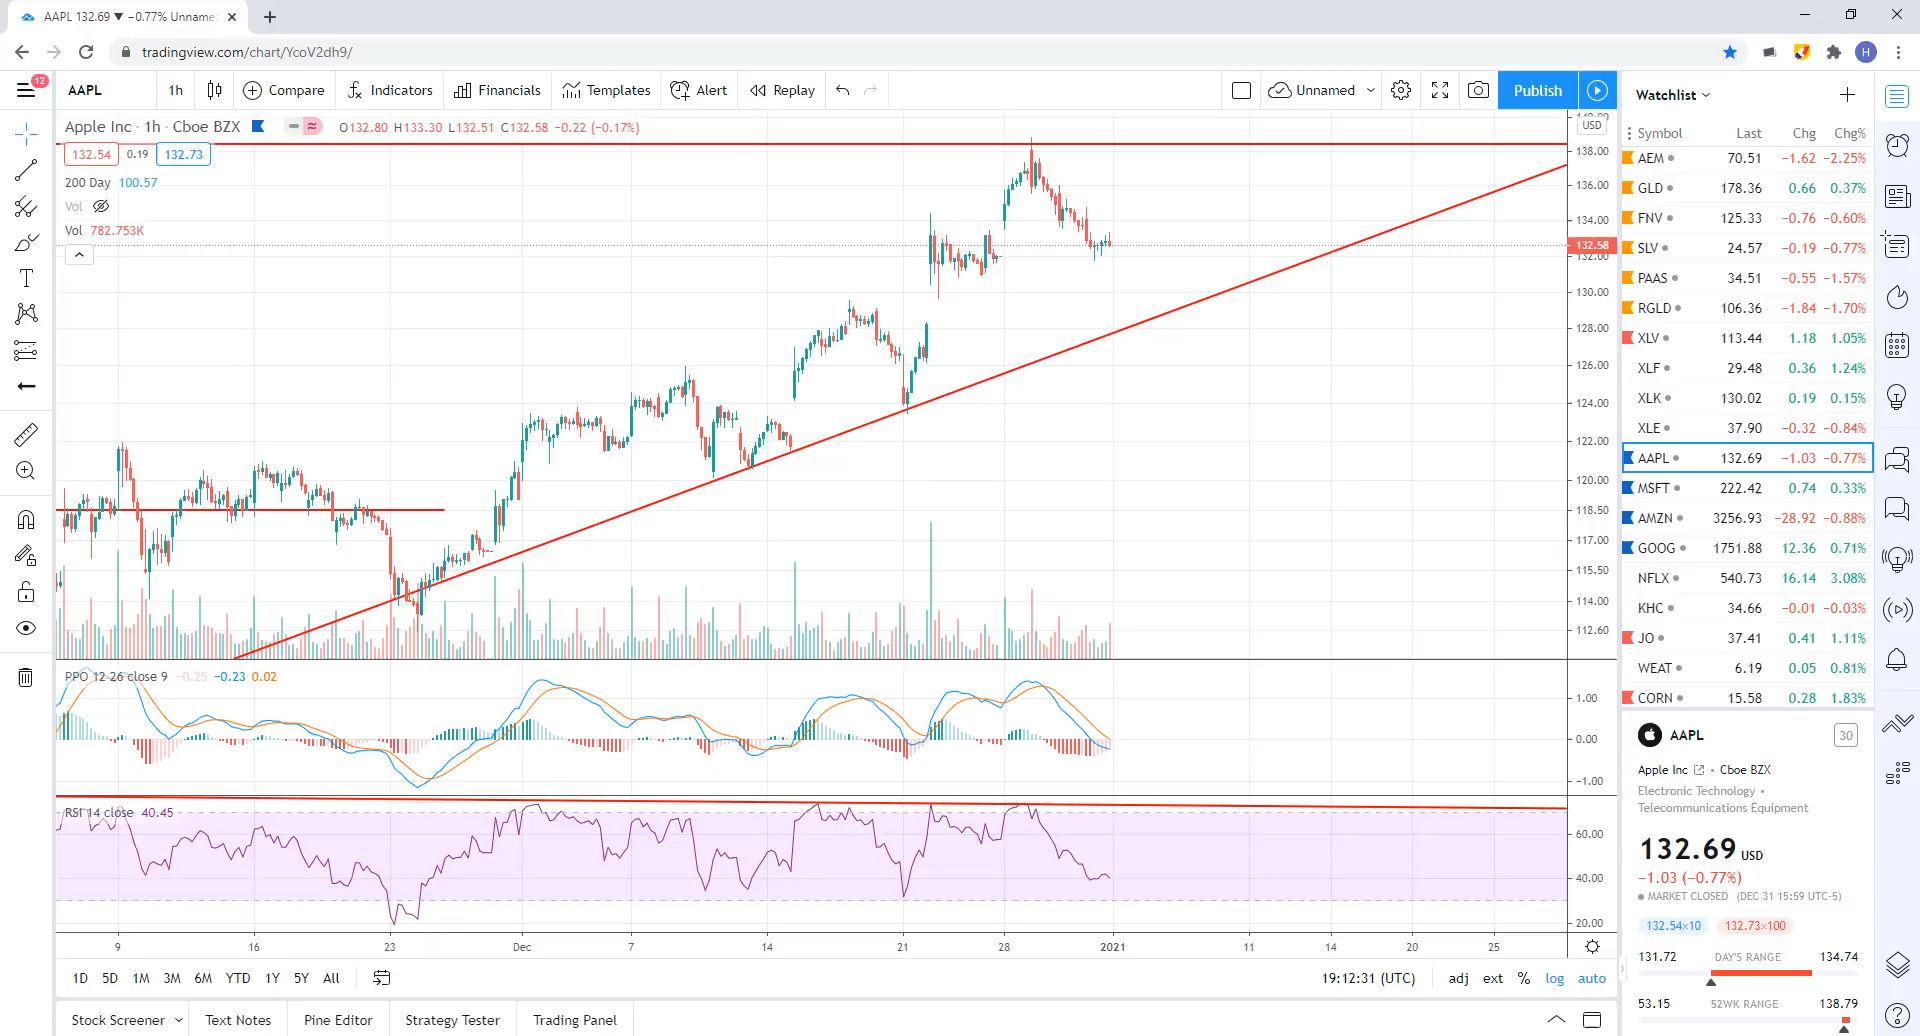 AAPL 132.69 ▼ −0.77% Unname
tradingview.com/chart/YcoV2dh9/
H
12
AAPL 1h Compare Indicators Financials Templates Alert Replay Unnamed Publish
Apple Inc · 1h · Cboe BZX O132.80 H133.30 L132.51 C132.58 −0.22 (−0.17%)
132.54 0.19 132.73
200 Day 100.57
Vol
Vol 782.753K
USD
138.00
136.00
134.00
132.58
132.00
130.00
128.00
126.00
124.00
122.00
120.00
118.50
117.00
115.50
114.00
112.60
PPO 12 26 close 9 −0.25 −0.23 0.02
1.00
0.00
−1.00
RSI 14 close 40.45
60.00
40.00
20.00
9 16 23 Dec 7 14 21 28 2021 11 14 20 25
1D 5D 1M 3M 6M YTD 1Y 5Y All 19:12:31 (UTC) adj ext % log auto
Stock Screener Text Notes Pine Editor Strategy Tester Trading Panel
Watchlist
Symbol Last Chg Chg%
AEM 70.51 −1.62 −2.25%
GLD 178.36 0.66 0.37%
FNV 125.33 −0.76 −0.60%
SLV 24.57 −0.19 −0.77%
PAAS 34.51 −0.55 −1.57%
RGLD 106.36 −1.84 −1.70%
XLV 113.44 1.18 1.05%
XLF 29.48 0.36 1.24%
XLK 130.02 0.19 0.15%
XLE 37.90 −0.32 −0.84%
AAPL 132.69 −1.03 −0.77%
MSFT 222.42 0.74 0.33%
AMZN 3256.93 −28.92 −0.88%
GOOG 1751.88 12.36 0.71%
NFLX 540.73 16.14 3.08%
KHC 34.66 −0.01 −0.03%
JO 37.41 0.41 1.11%
WEAT 6.19 0.05 0.81%
CORN 15.58 0.28 1.83%
AAPL 30
Apple Inc • Cboe BZX
Electronic Technology •
Telecommunications Equipment
132.69 USD
−1.03 (−0.77%)
MARKET CLOSED (DEC 31 15:59 UTC-5)
132.54×10 132.73×100
131.72 DAY'S RANGE 134.74
53.15 52WK RANGE 138.79